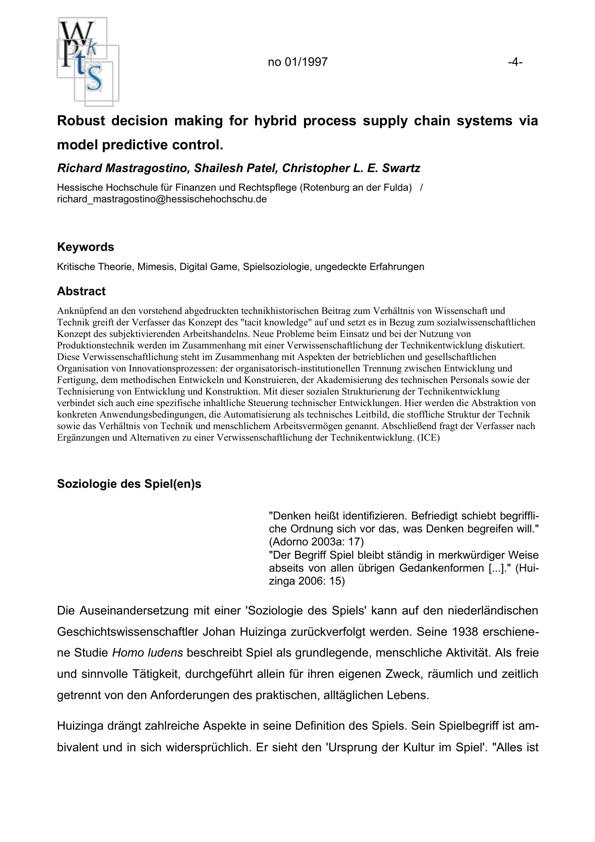 W
P k
t s
S
no 01/1997 -4-
Robust decision making for hybrid process supply chain systems via
model predictive control.
Richard Mastragostino, Shailesh Patel, Christopher L. E. Swartz
Hessische Hochschule für Finanzen und Rechtspflege (Rotenburg an der Fulda) /
richard_mastragostino@hessischehochschu.de
Keywords
Kritische Theorie, Mimesis, Digital Game, Spielsoziologie, ungedeckte Erfahrungen
Abstract
Anknüpfend an den vorstehend abgedruckten technikhistorischen Beitrag zum Verhältnis von Wissenschaft und
Technik greift der Verfasser das Konzept des "tacit knowledge" auf und setzt es in Bezug zum sozialwissenschaftlichen
Konzept des subjektivierenden Arbeitshandelns. Neue Probleme beim Einsatz und bei der Nutzung von
Produktionstechnik werden im Zusammenhang mit einer Verwissenschaftlichung der Technikentwicklung diskutiert.
Diese Verwissenschaftlichung steht im Zusammenhang mit Aspekten der betrieblichen und gesellschaftlichen
Organisation von Innovationsprozessen: der organisatorisch-institutionellen Trennung zwischen Entwicklung und
Fertigung, dem methodischen Entwickeln und Konstruieren, der Akademisierung des technischen Personals sowie der
Technisierung von Entwicklung und Konstruktion. Mit dieser sozialen Strukturierung der Technikentwicklung
verbindet sich auch eine spezifische inhaltliche Steuerung technischer Entwicklungen. Hier werden die Abstraktion von
konkreten Anwendungsbedingungen, die Automatisierung als technisches Leitbild, die stoffliche Struktur der Technik
sowie das Verhältnis von Technik und menschlichem Arbeitsvermögen genannt. Abschließend fragt der Verfasser nach
Ergänzungen und Alternativen zu einer Verwissenschaftlichung der Technikentwicklung. (ICE)
Soziologie des Spiel(en)s
"Denken heißt identifizieren. Befriedigt schiebt begriffli-
che Ordnung sich vor das, was Denken begreifen will."
(Adorno 2003a: 17)
"Der Begriff Spiel bleibt ständig in merkwürdiger Weise
abseits von allen übrigen Gedankenformen [...]." (Hui-
zinga 2006: 15)
Die Auseinandersetzung mit einer 'Soziologie des Spiels' kann auf den niederländischen
Geschichtswissenschaftler Johan Huizinga zurückverfolgt werden. Seine 1938 erschiene-
ne Studie Homo ludens beschreibt Spiel als grundlegende, menschliche Aktivität. Als freie
und sinnvolle Tätigkeit, durchgeführt allein für ihren eigenen Zweck, räumlich und zeitlich
getrennt von den Anforderungen des praktischen, alltäglichen Lebens.
Huizinga drängt zahlreiche Aspekte in seine Definition des Spiels. Sein Spielbegriff ist am-
bivalent und in sich widersprüchlich. Er sieht den 'Ursprung der Kultur im Spiel'. "Alles ist